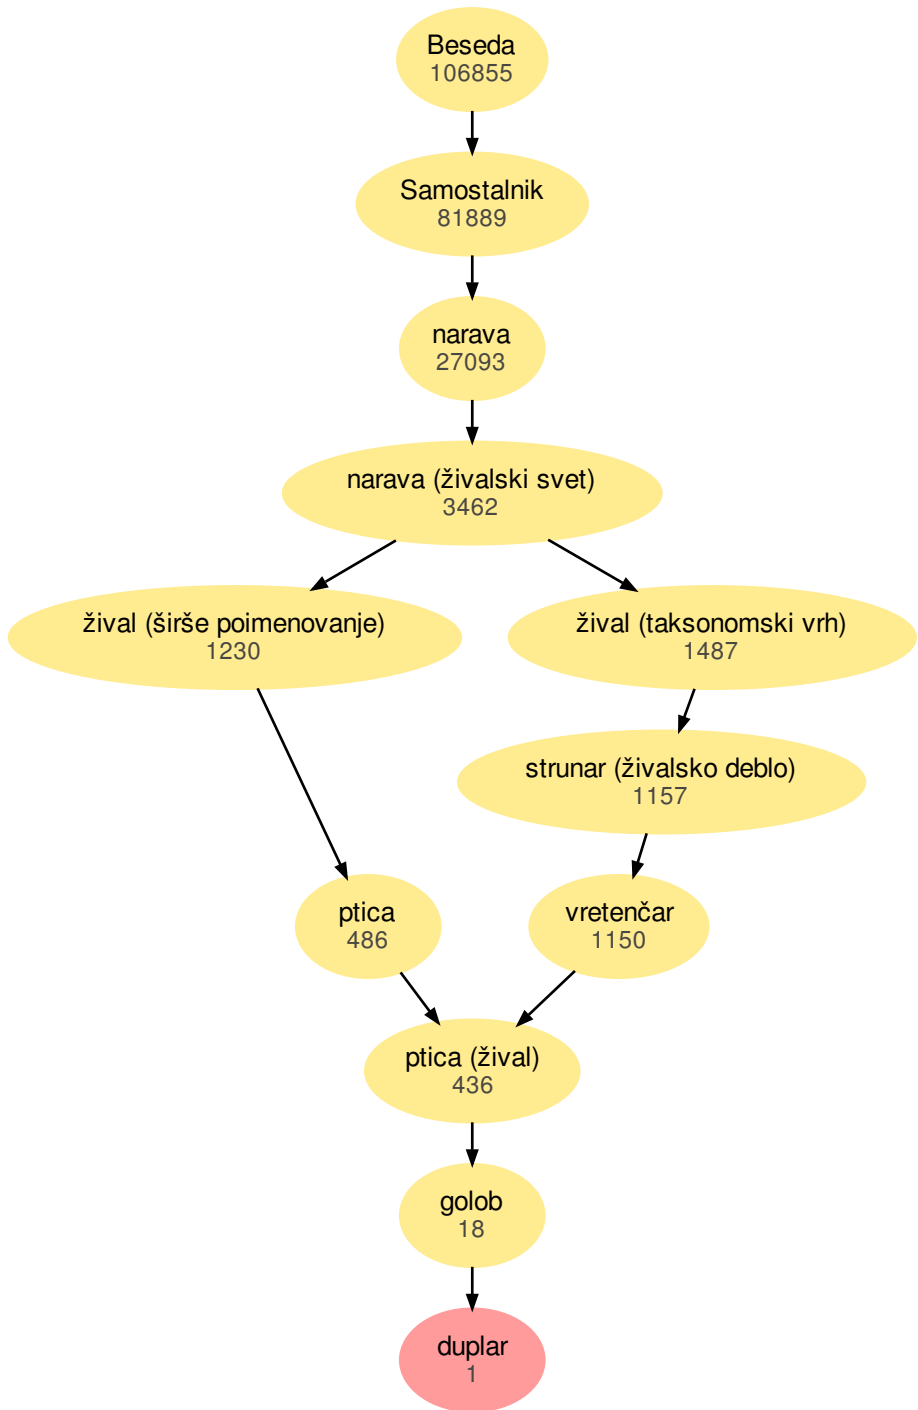 Beseda
106855
Samostalnik
81889
narava
27093
narava (živalski svet)
3462
žival (širše poimenovanje)
1230
žival (taksonomski vrh)
1487
strunar (živalsko deblo)
1157
ptica
486
vretenčar
1150
ptica (žival)
436
golob
18
duplar
1